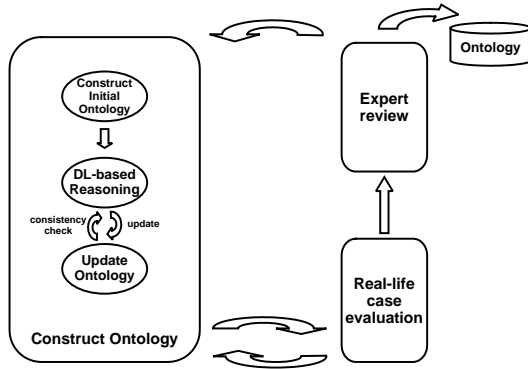 Construct
Initial
Ontology
DL-based
Reasoning
consistency
check
update
Update
Ontology
Construct Ontology
Expert
review
Ontology
Real-life
case
evaluation